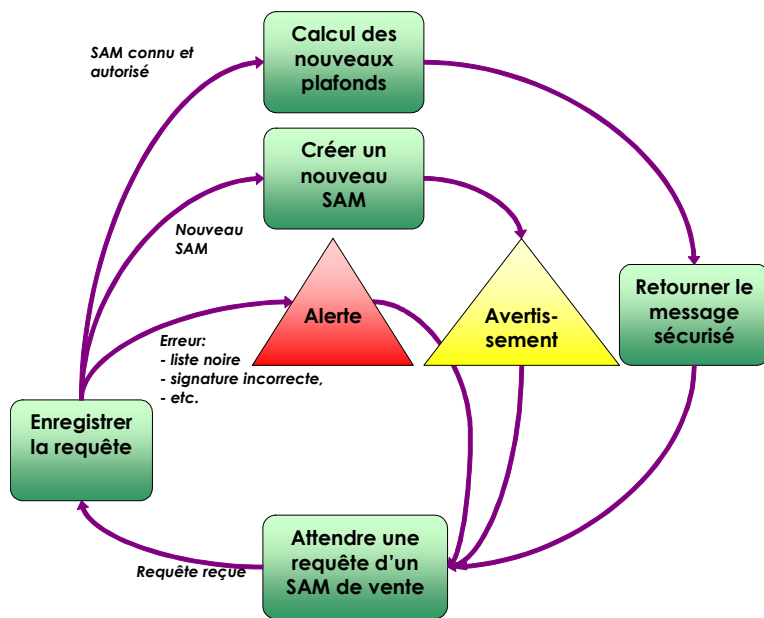 SAM connu et
autorisé
Calcul des
nouveaux
plafonds
Créer un
nouveau
SAM
Nouveau
SAM
Alerte
Avertis-
sement
Retourner le
message
sécurisé
Erreur:
- liste noire
- signature incorrecte,
- etc.
Enregistrer
la requête
Attendre une
requête d'un
SAM de vente
Requête reçue